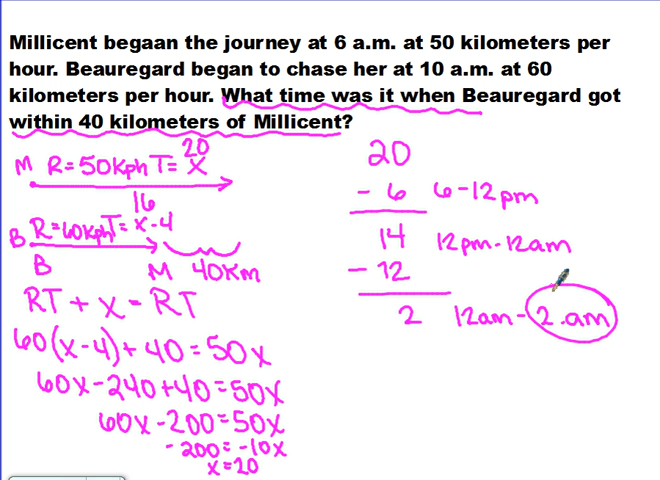 Millicent begaan the journey at 6 a.m. at 50 kilometers per
hour. Beauregard began to chase her at 10 a.m. at 60
kilometers per hour. What time was it when Beauregard got
within 40 kilometers of Millicent?
20
M R=50kph T= X
16
B R=60kph T= X-4
B M 40km
RT + X = RT
60(x-4)+ 40 = 50x
60x-240+40=50x
60x-200=50x
-200=-10x
x=20
20
- 6 6-12pm
14 12pm-12am
- 12
2 12am-2.am